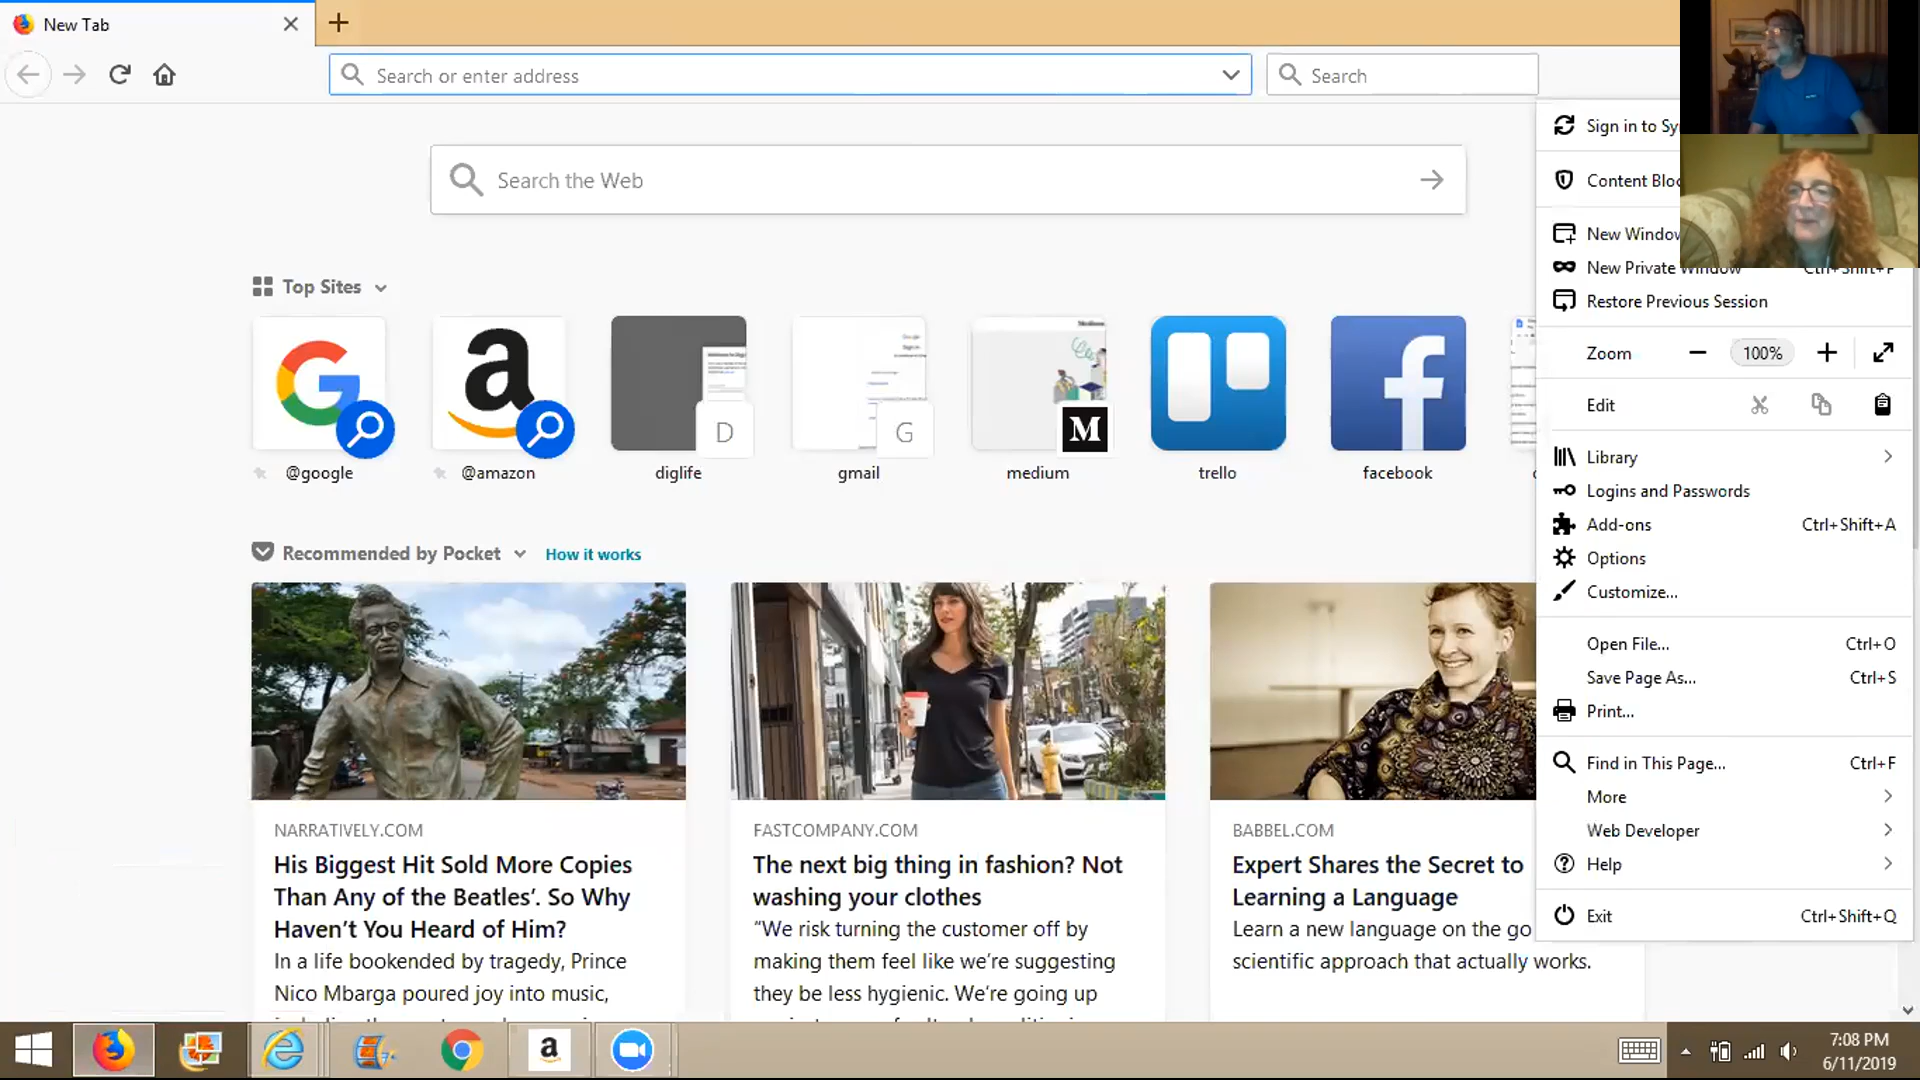 New Tab
Search or enter address
Search
Search the Web
Top Sites
D
G
M
@google
@amazon
diglife
gmail
medium
trello
facebook
Recommended by Pocket
How it works
NARRATIVELY.COM
His Biggest Hit Sold More Copies
Than Any of the Beatles’. So Why
Haven’t You Heard of Him?
In a life bookended by tragedy, Prince
Nico Mbarga poured joy into music,
FASTCOMPANY.COM
The next big thing in fashion? Not
washing your clothes
“We risk turning the customer off by
making them feel like we’re suggesting
they be less hygienic. We’re going up
BABBEL.COM
Expert Shares the Secret to
Learning a Language
Learn a new language on the go
scientific approach that actually works.
Sign in to Sy
Content Bloc
New Window
New Private Window Ctrl+Shift+P
Restore Previous Session
Zoom 100%
Edit
Library
Logins and Passwords
Add-ons Ctrl+Shift+A
Options
Customize...
Open File... Ctrl+O
Save Page As... Ctrl+S
Print...
Find in This Page... Ctrl+F
More
Web Developer
Help
Exit Ctrl+Shift+Q
7:08 PM
6/11/2019